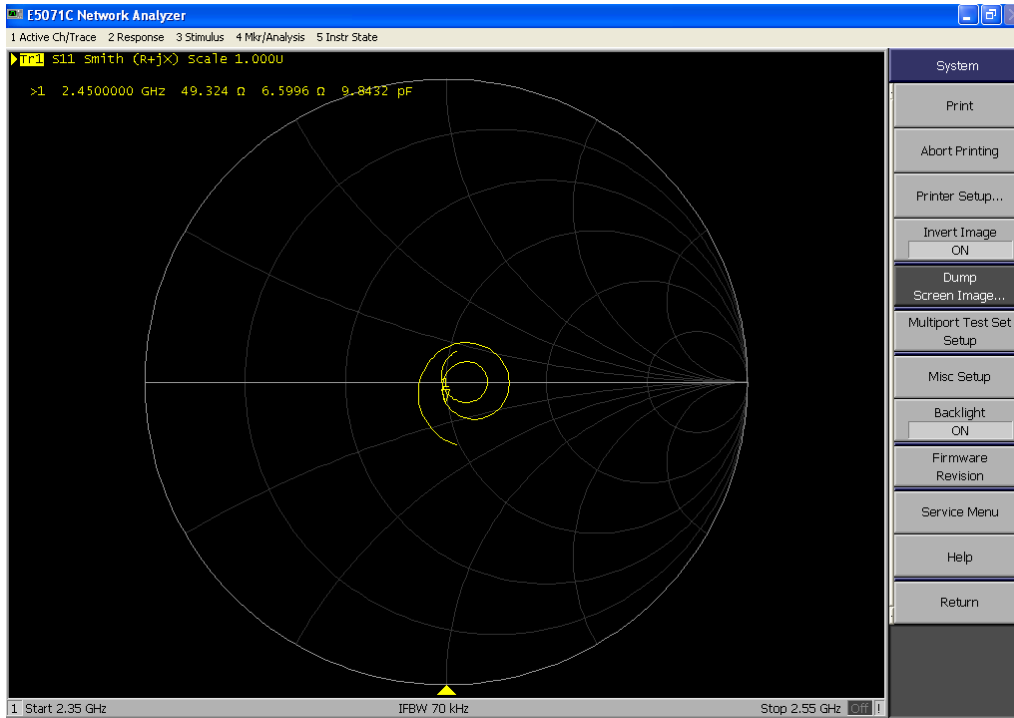 E5071C Network Analyzer
1 Active Ch/Trace 2 Response 3 Stimulus 4 Mkr/Analysis 5 Instr State
Tr1 S11 Smith (R+jX) Scale 1.000U
>1 2.4500000 GHz 49.324 Ω 6.5996 Ω 9.8432 pF
System
Print
Abort Printing
Printer Setup...
Invert Image
ON
Dump
Screen Image...
Multiport Test Set
Setup
Misc Setup
Backlight
ON
Firmware
Revision
Service Menu
Help
Return
1 Start 2.35 GHz IFBW 70 kHz Stop 2.55 GHz Off !